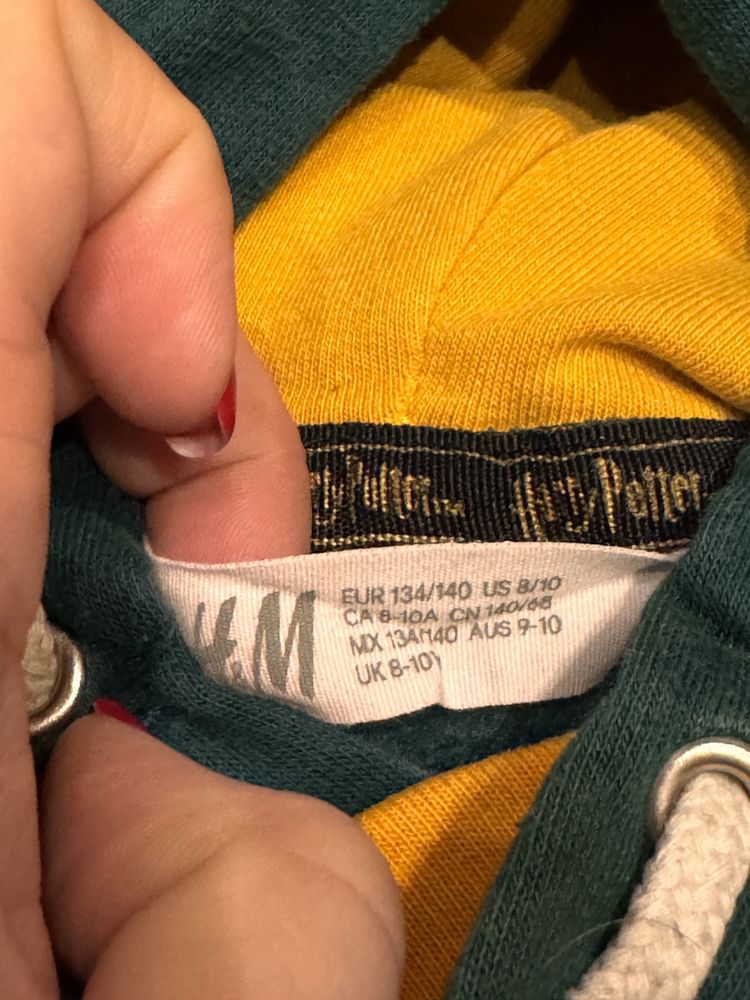 Harry Potter™ Harry Potter
H&M
EUR 134/140 US 8/10
CA 8-10A CN 140/68
MX 134/140 AUS 9-10
UK 8-10Y